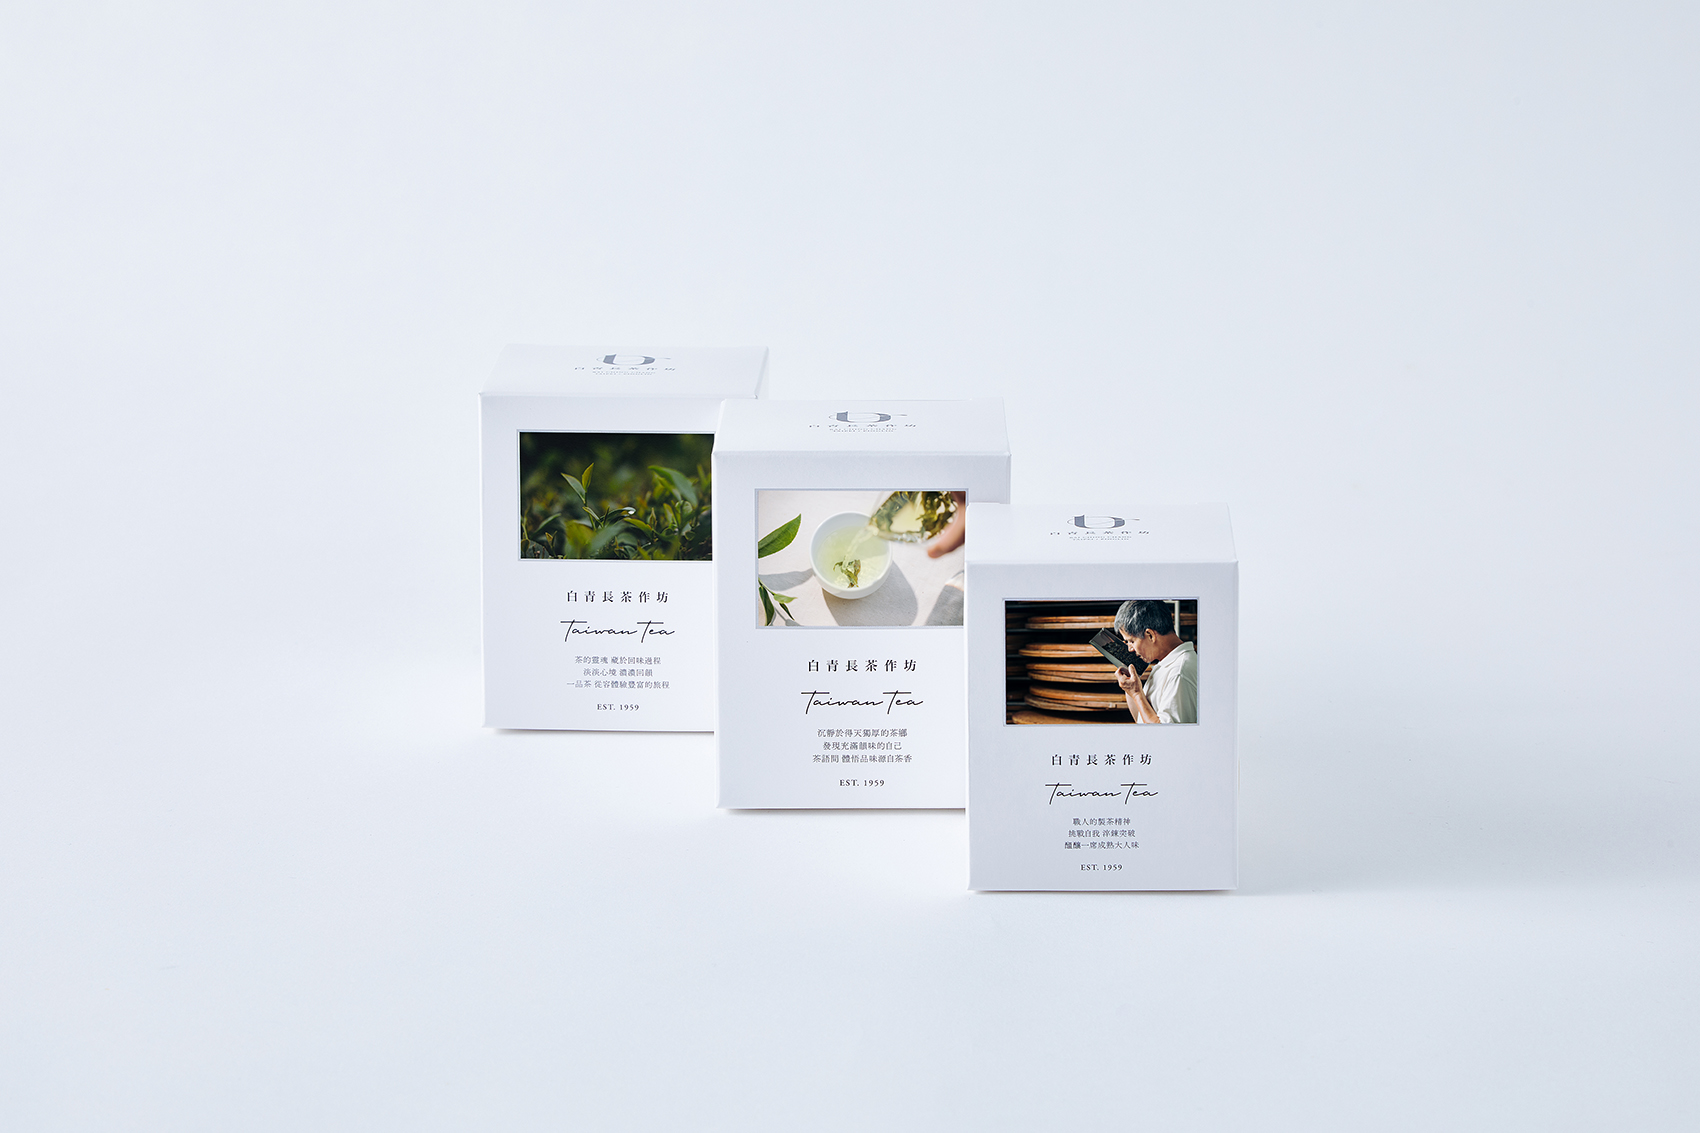 白青長茶作坊
白青長茶作坊
Taiwan Tea
茶的靈魂 藏於回味過程
淡淡心境 濃濃回韻
一品茶 從容體驗豐富的旅程
EST. 1959
白青長茶作坊
白青長茶作坊
Taiwan Tea
沉靜於得天獨厚的茶鄉
發現充滿韻味的自己
茶語間 體悟品味源自茶香
EST. 1959
白青長茶作坊
白青長茶作坊
Taiwan Tea
職人的製茶精神
挑戰自我 淬鍊突破
醞釀一席成熟大人味
EST. 1959